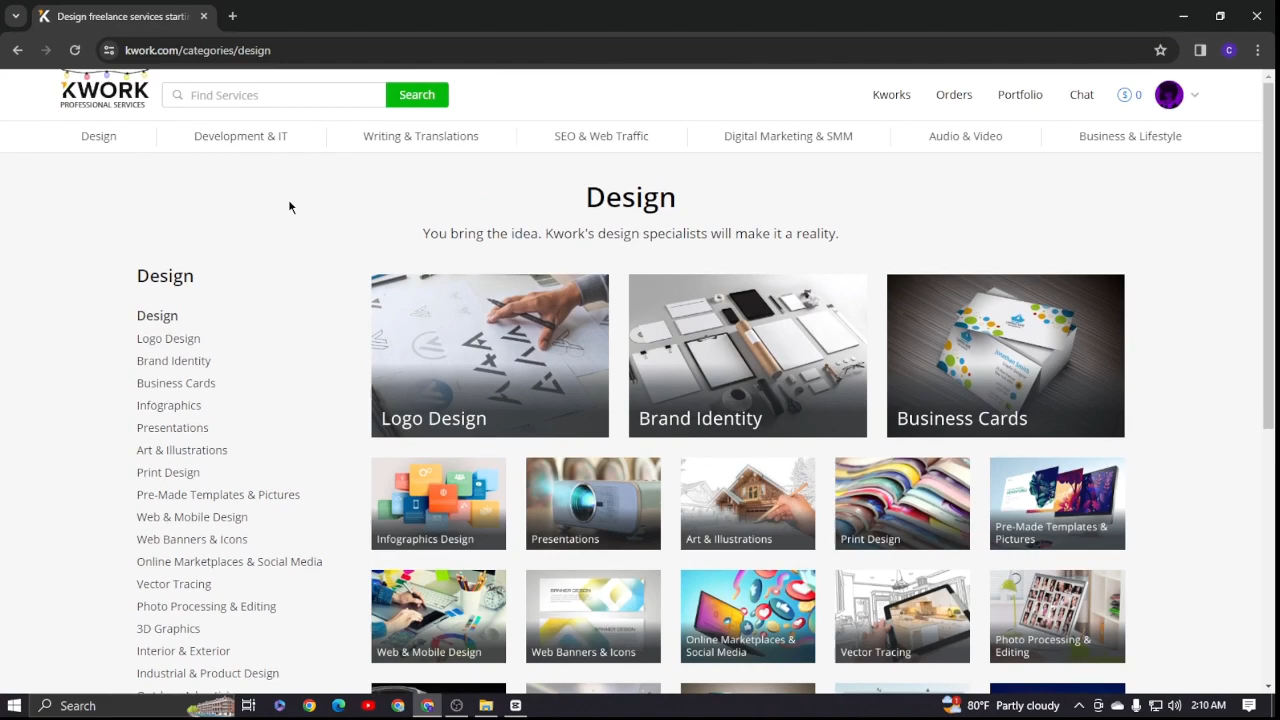 Design freelance services starti
kwork.com/categories/design
C
KWORK
PROFESSIONAL SERVICES
Find Services
Search
Kworks
Orders
Portfolio
Chat
$ 0
Design
Development & IT
Writing & Translations
SEO & Web Traffic
Digital Marketing & SMM
Audio & Video
Business & Lifestyle
Design
You bring the idea. Kwork's design specialists will make it a reality.
Design
Design
Logo Design
Brand Identity
Business Cards
Infographics
Presentations
Art & Illustrations
Print Design
Pre-Made Templates & Pictures
Web & Mobile Design
Web Banners & Icons
Online Marketplaces & Social Media
Vector Tracing
Photo Processing & Editing
3D Graphics
Interior & Exterior
Industrial & Product Design
Logo Design
Brand Identity
Business Cards
Infographics Design
Presentations
Art & Illustrations
Print Design
Pre-Made Templates &
Pictures
Web & Mobile Design
BANNER DESIGN
Web Banners & Icons
Online Marketplaces &
Social Media
Vector Tracing
Photo Processing &
Editing
Search
80°F Partly cloudy
2:10 AM